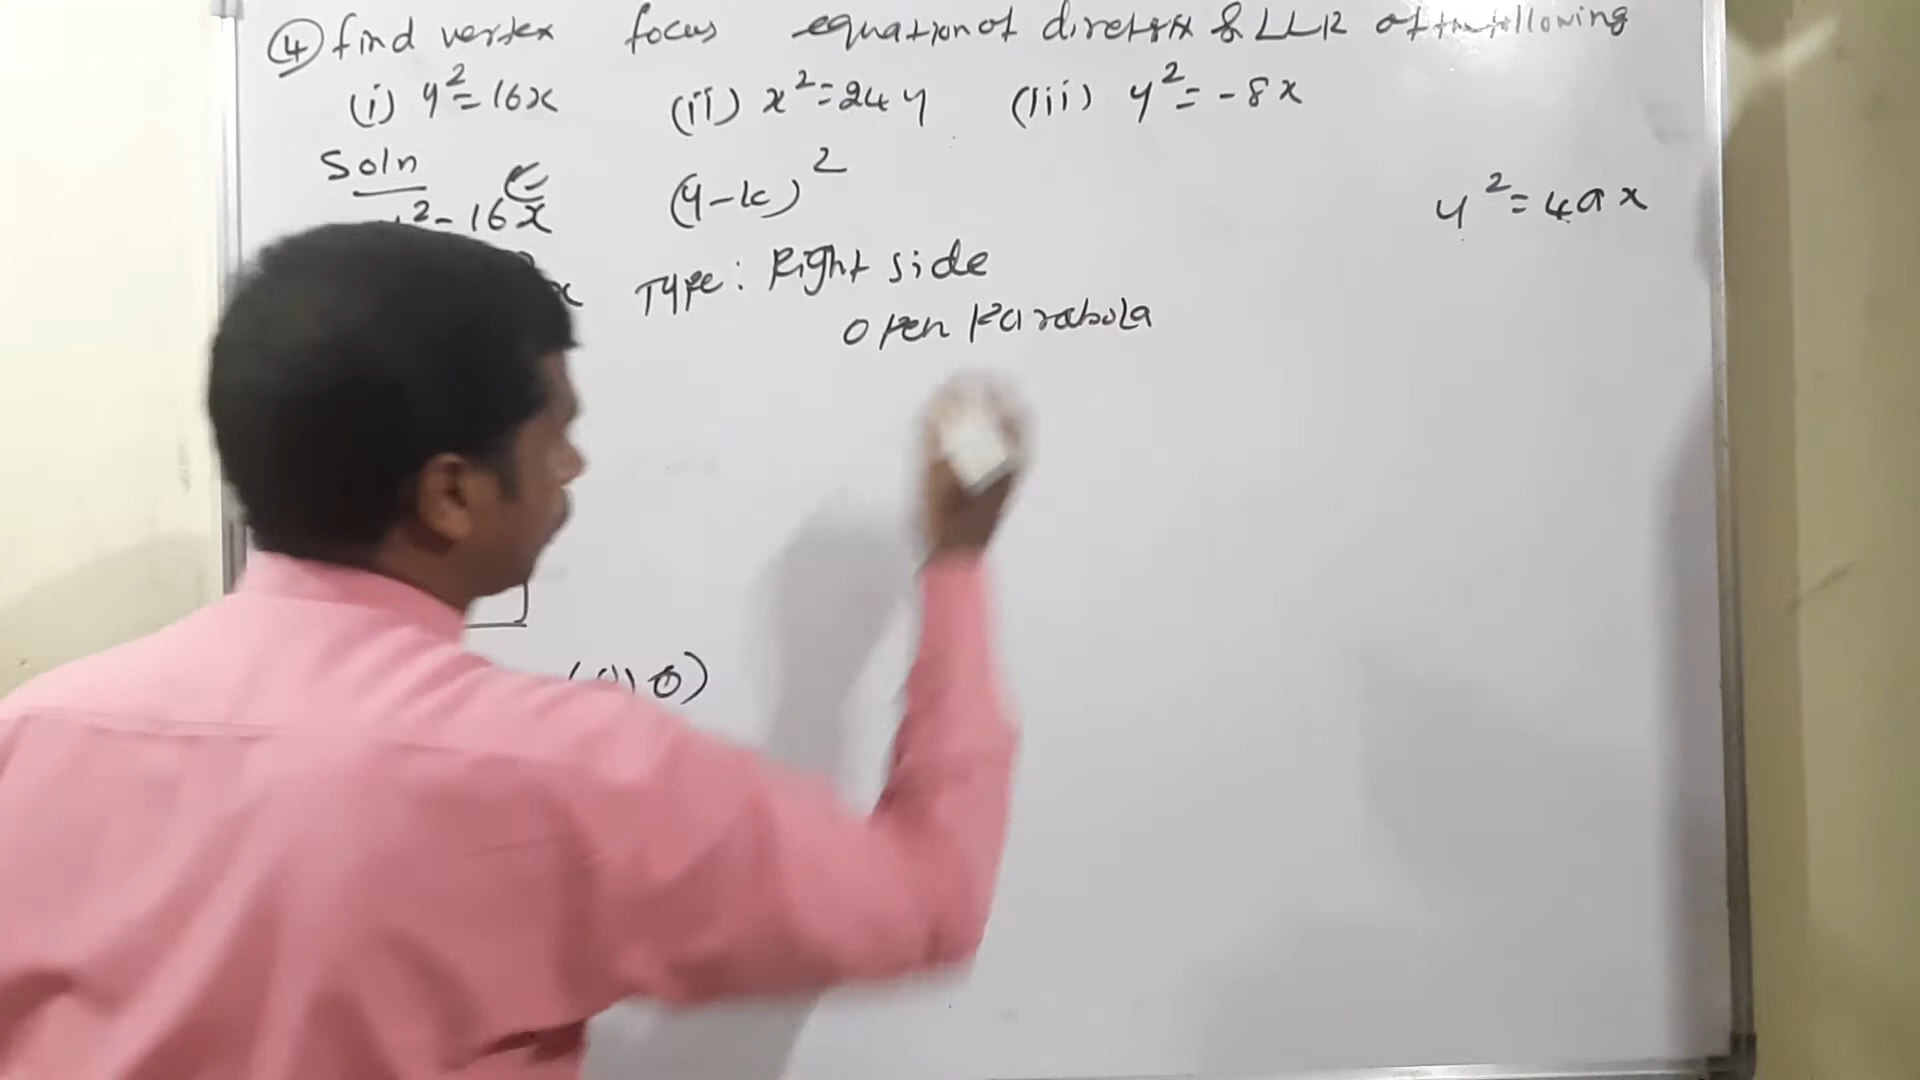 ④ find vertex focus equation of diretrix & LLR of the following
(i) y² = 16x (ii) x² = 24y (iii) y² = -8x
Soln
16x (y-k)² y² = 4ax
Type: Right side
open Parabola
0)